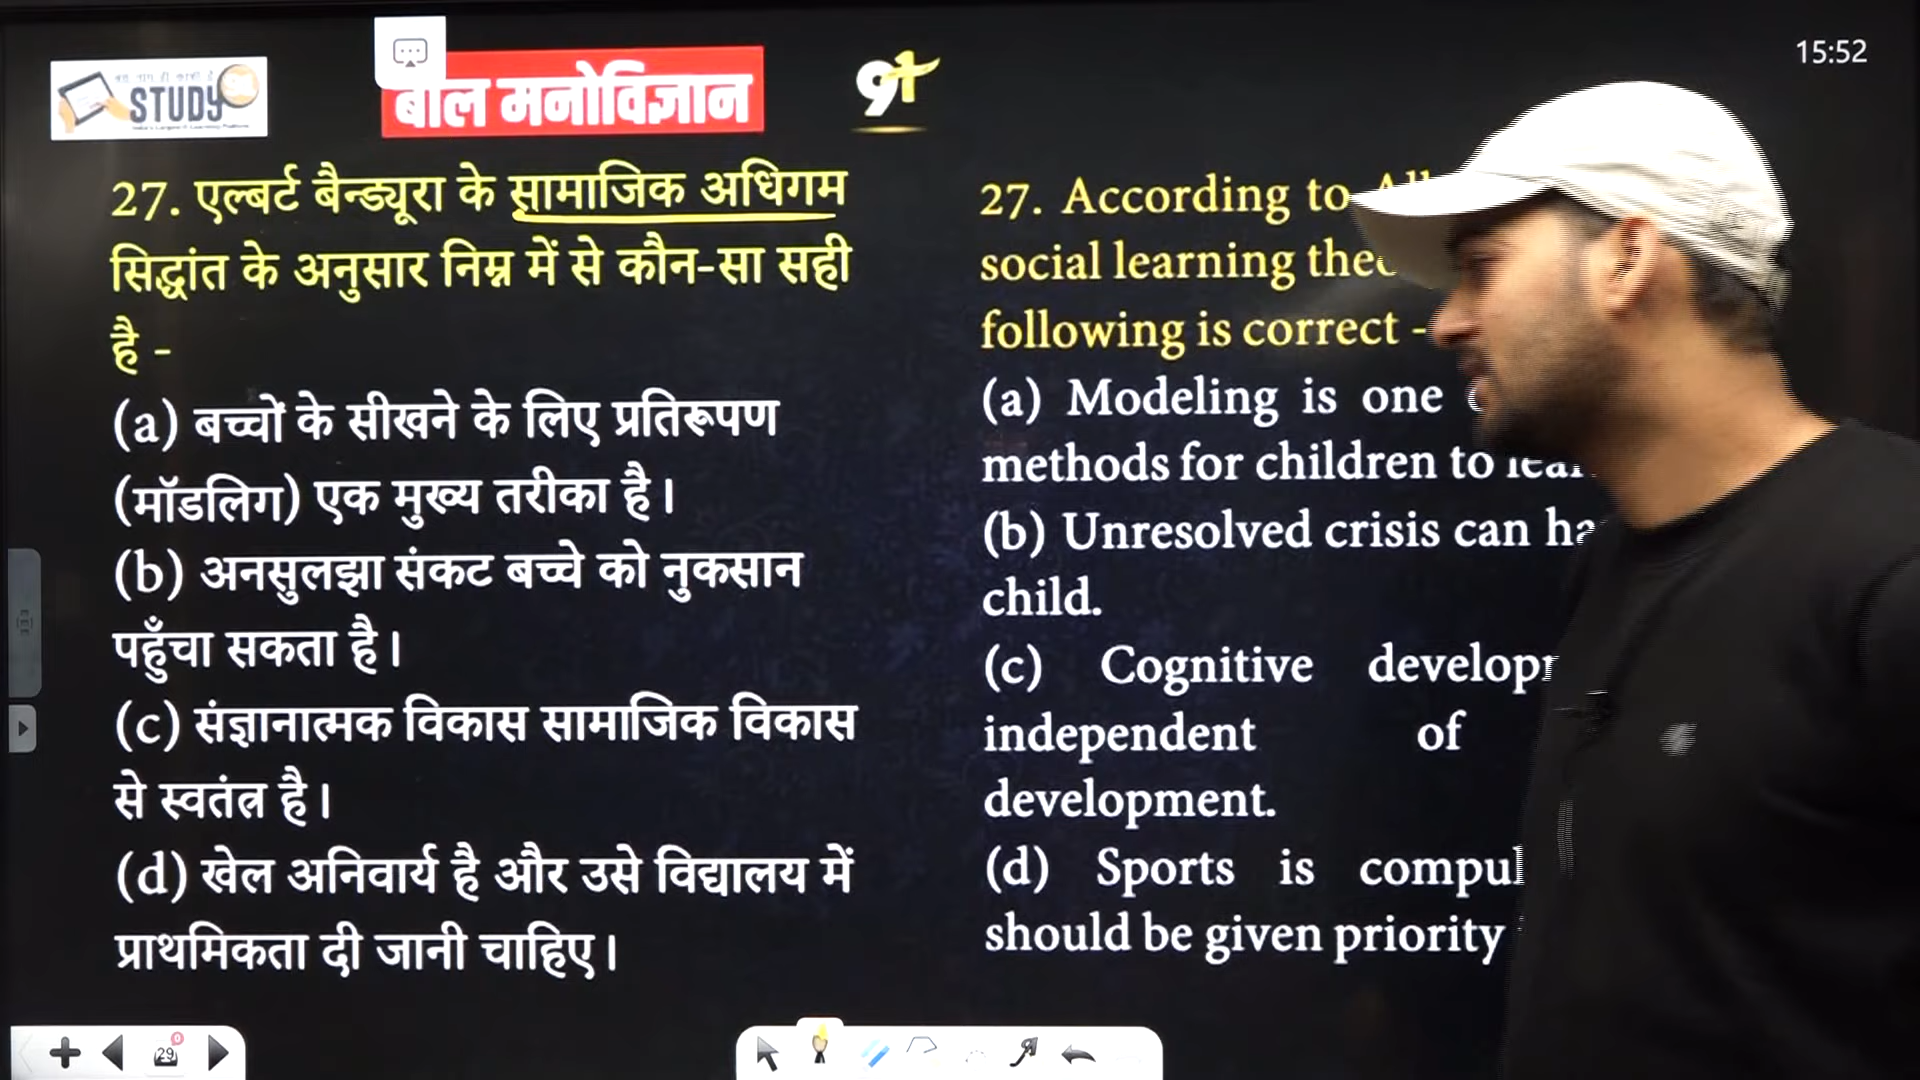 15:52
STUDY
बाल मनोविज्ञान
91
27. एल्बर्ट बैन्ड्यूरा के सामाजिक अधिगम
सिद्धांत के अनुसार निम्न में से कौन-सा सही
है -
(a) बच्चों के सीखने के लिए प्रतिरूपण
(मॉडलिग) एक मुख्य तरीका है।
(b) अनसुलझा संकट बच्चे को नुकसान
पहुँचा सकता है।
(c) संज्ञानात्मक विकास सामाजिक विकास
से स्वतंत्र है।
(d) खेल अनिवार्य है और उसे विद्यालय में
प्राथमिकता दी जानी चाहिए।
27. According to
social learning
following is correct -
(a) Modeling is one
methods for children to
(b) Unresolved crisis can
child.
(c) Cognitive
independent of
development.
(d) Sports is
should be given priority
29